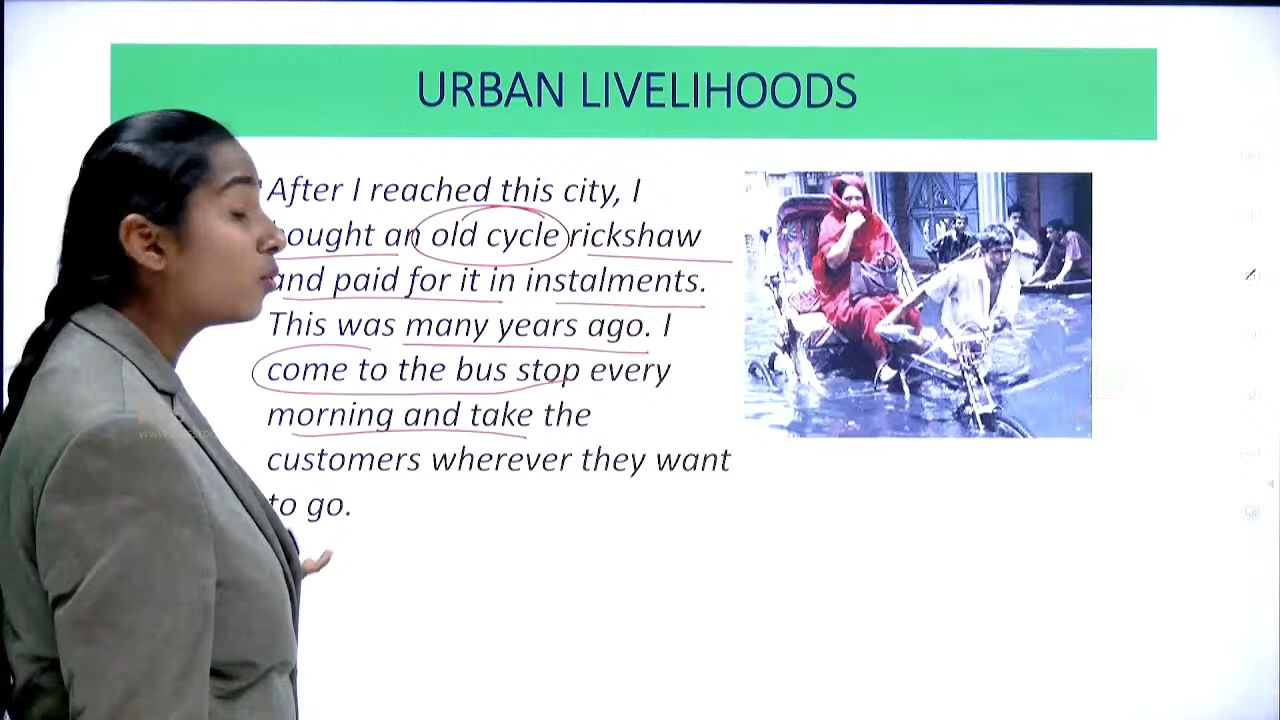 URBAN LIVELIHOODS
After I reached this city, I
bought an old cycle rickshaw
and paid for it in instalments.
This was many years ago. I
come to the bus stop every
morning and take the
customers wherever they want
to go.